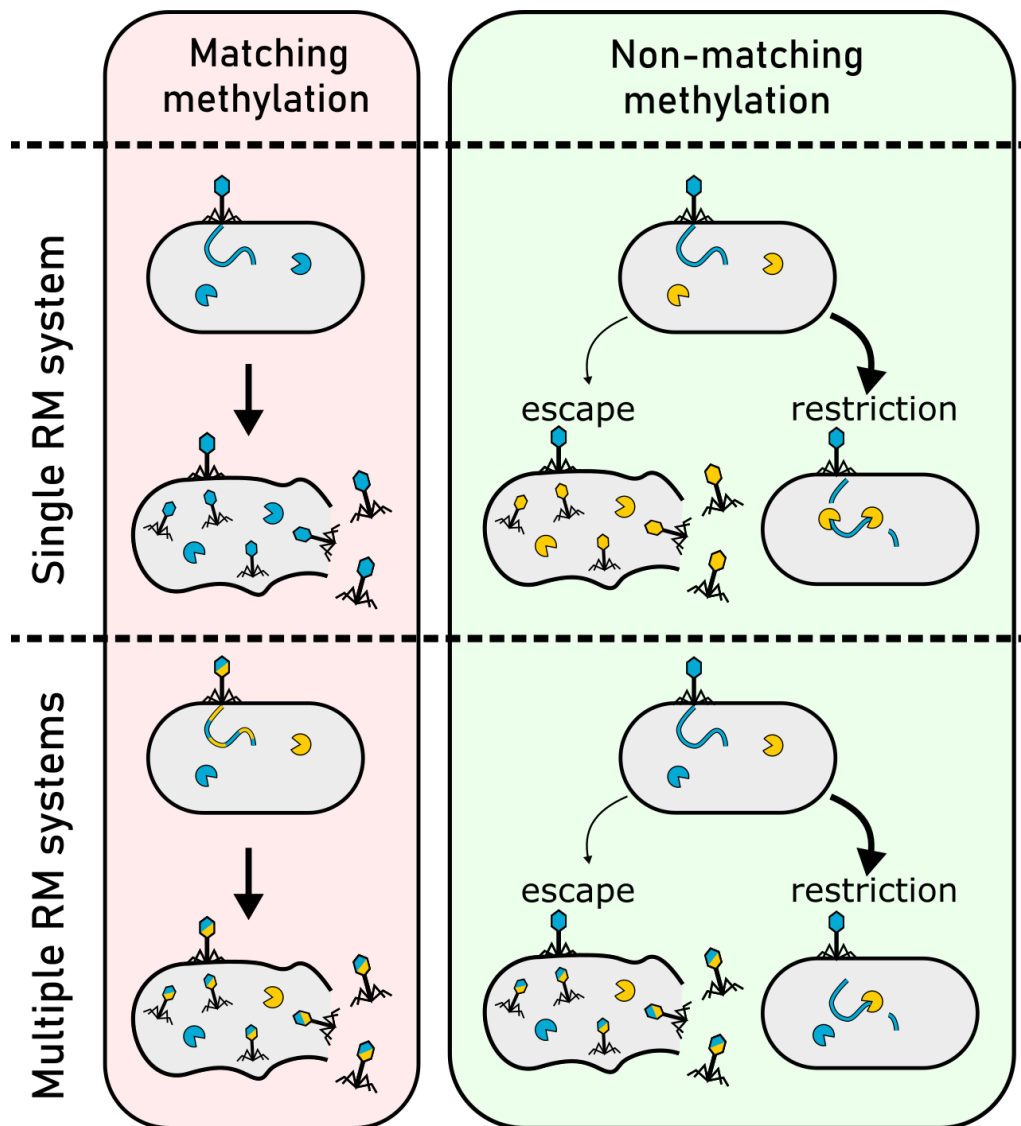 Matching
methylation
Non-matching
methylation
Single RM system
escape
restriction
Multiple RM systems
escape
restriction